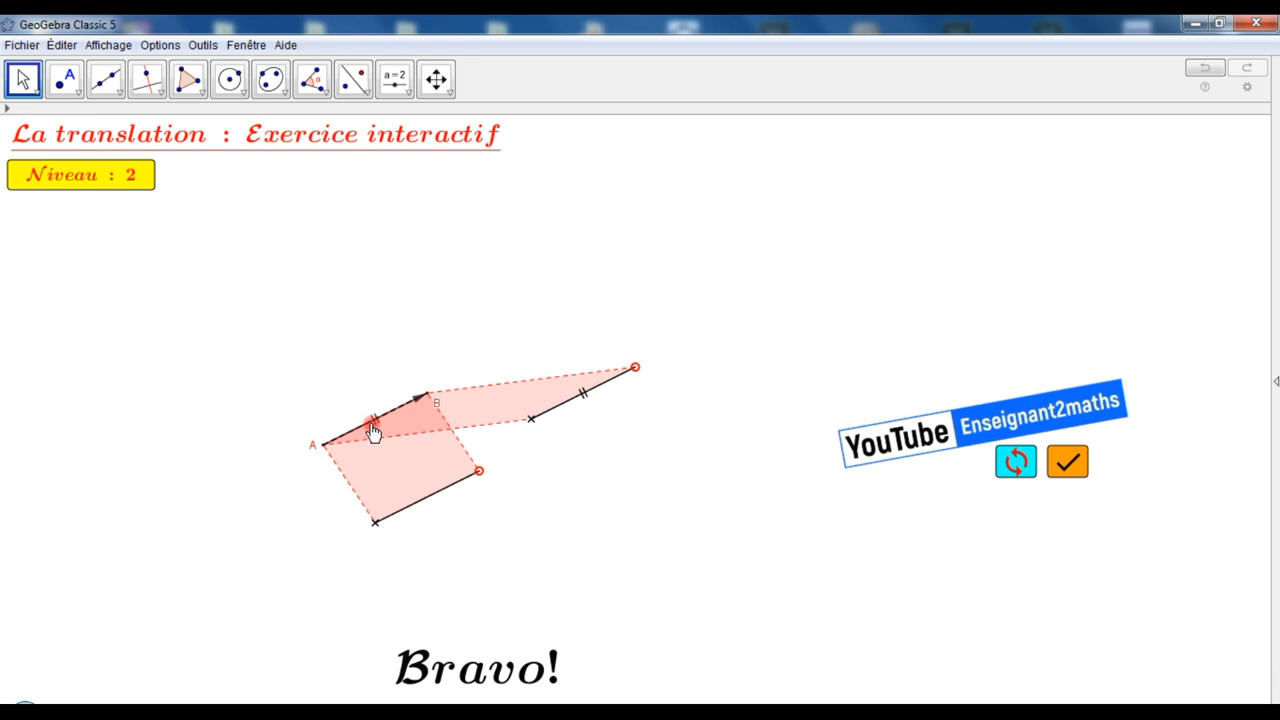 GeoGebra Classic 5
Fichier Éditer Affichage Options Outils Fenêtre Aide
A
α
a=2
La translation : Exercice interactif
Niveau : 2
B
A
YouTube Enseignant2maths
Bravo!